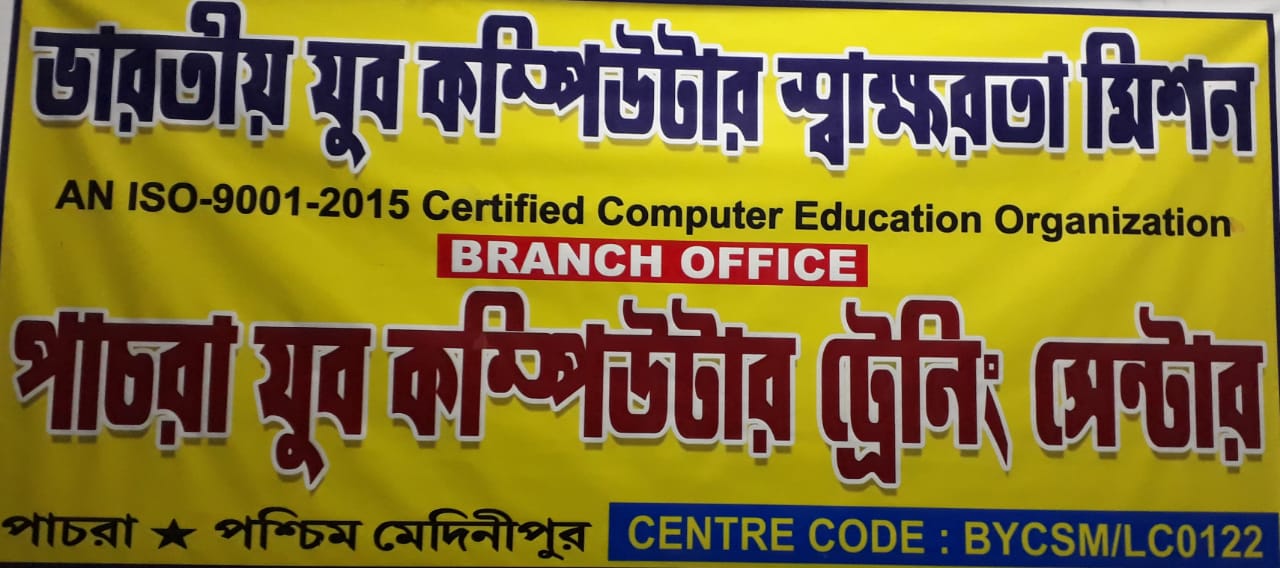 ভারতীয় যুব কম্পিউটার স্বাক্ষরতা মিশন
AN ISO-9001-2015 Certified Computer Education Organization
BRANCH OFFICE
পাচরা যুব কম্পিউটার ট্রেনিং সেন্টার
পাচরা ★ পশ্চিম মেদিনীপুর
CENTRE CODE : BYCSM/LC0122